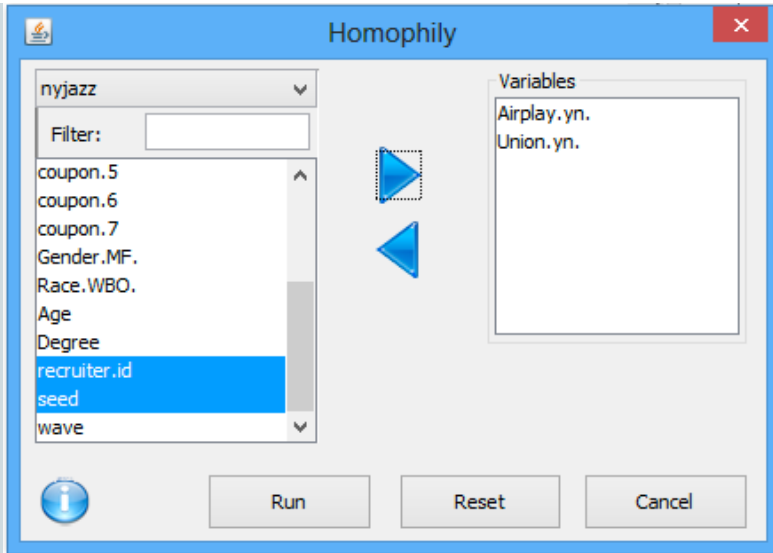 Homophily
nyjazz
Filter:
coupon.5
coupon.6
coupon.7
Gender.MF.
Race.WBO.
Age
Degree
recruiter.id
seed
wave
Variables
Airplay.yn.
Union.yn.
Run
Reset
Cancel